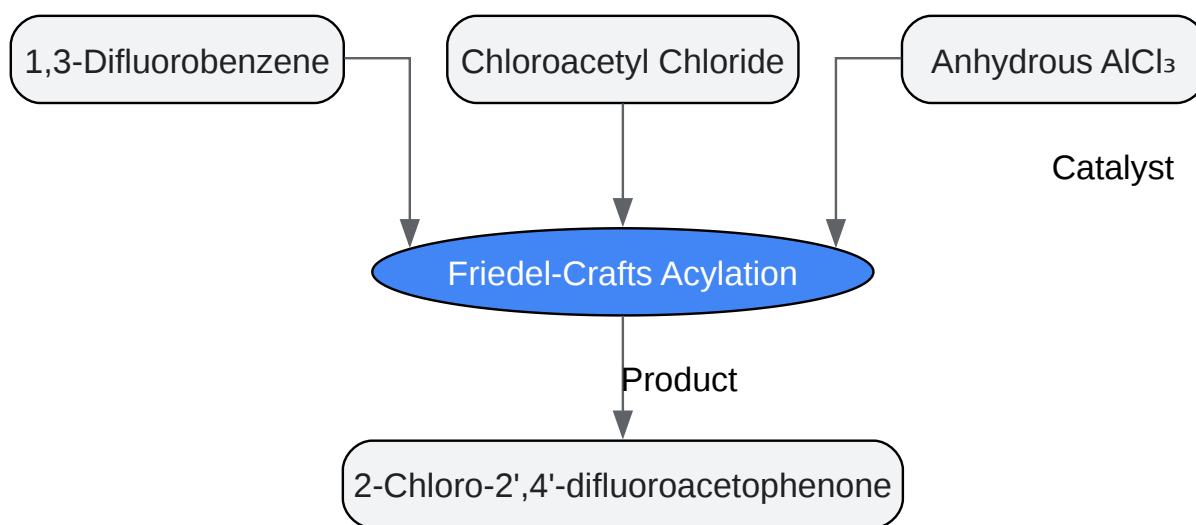 1,3-Difluorobenzene
Chloroacetyl Chloride
Anhydrous AlCl₃
Catalyst
Friedel-Crafts Acylation
Product
2-Chloro-2',4'-difluoroacetophenone